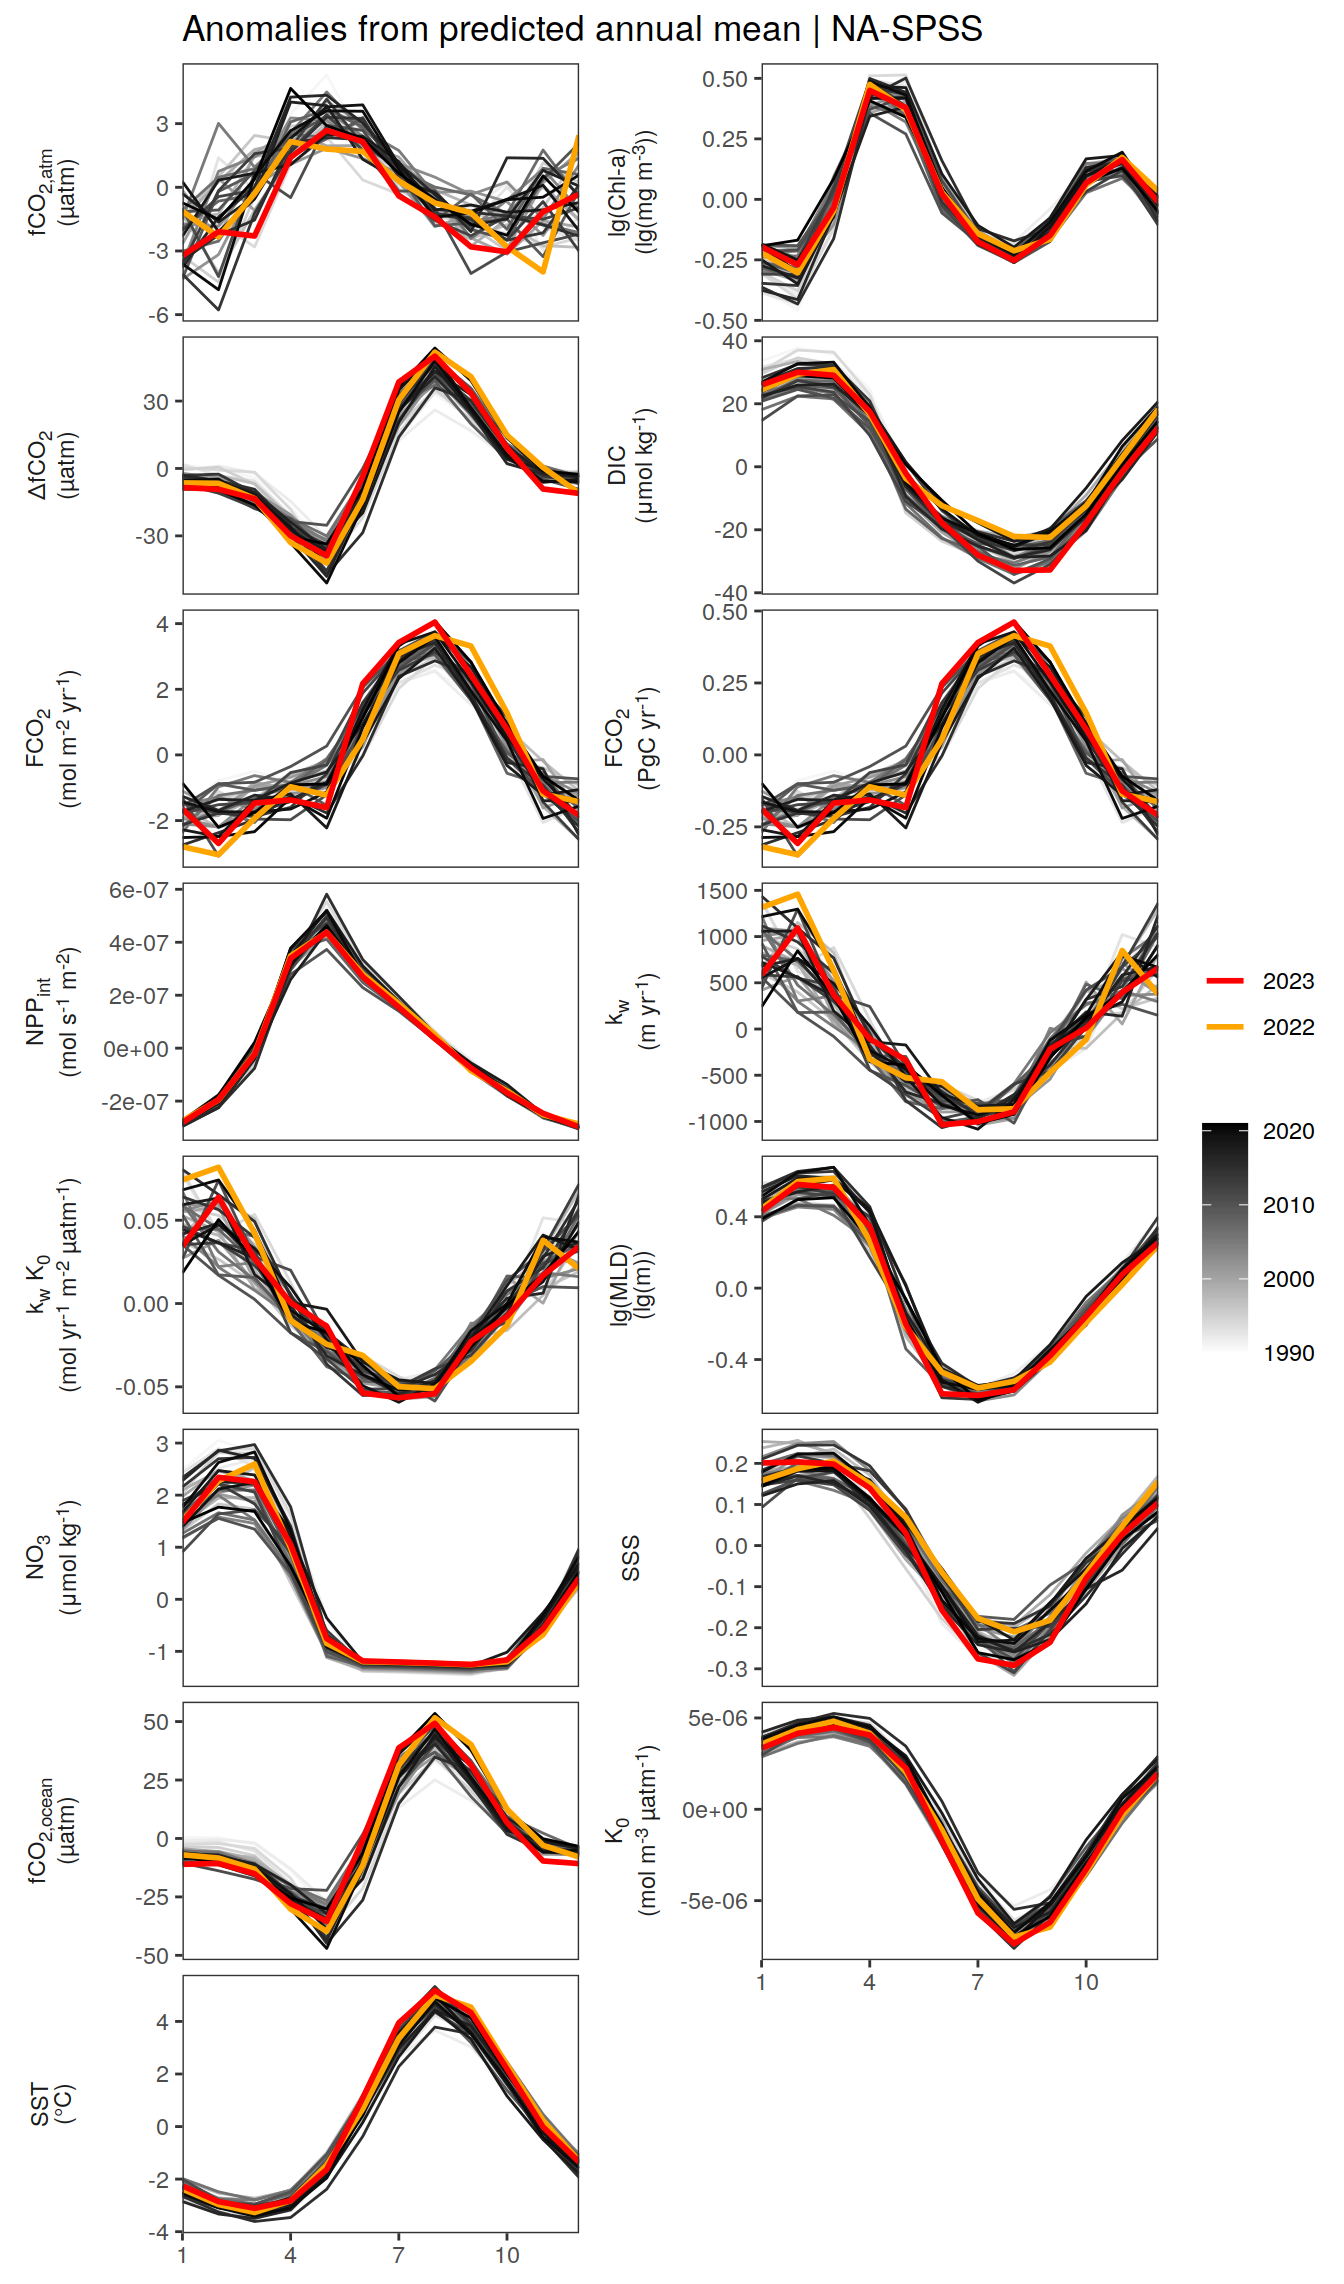 Anomalies from predicted annual mean | NA-SPSS
fCO2,atm
(µatm)
3
0
-3
-6
lg(Chl-a)
(lg(mg m-3))
0.50
0.25
0.00
-0.25
-0.50
ΔfCO2
(µatm)
30
0
-30
DIC
(µmol kg-1)
40
20
0
-20
-40
FCO2
(mol m-2 yr-1)
4
2
0
-2
FCO2
(PgC yr-1)
0.50
0.25
0.00
-0.25
NPPint
(mol s-1 m-2)
6e-07
4e-07
2e-07
0e+00
-2e-07
kw
(m yr-1)
1500
1000
500
0
-500
-1000
kw K0
(mol yr-1 m-2 µatm-1)
0.05
0.00
-0.05
lg(MLD)
(lg(m))
0.4
0.0
-0.4
NO3
(µmol kg-1)
3
2
1
0
-1
SSS
0.2
0.1
0.0
-0.1
-0.2
-0.3
fCO2,ocean
(µatm)
50
25
0
-25
-50
K0
(mol m-3 µatm-1)
5e-06
0e+00
-5e-06
1 4 7 10
SST
(°C)
4
2
0
-2
-4
1 4 7 10
2023
2022
2020
2010
2000
1990